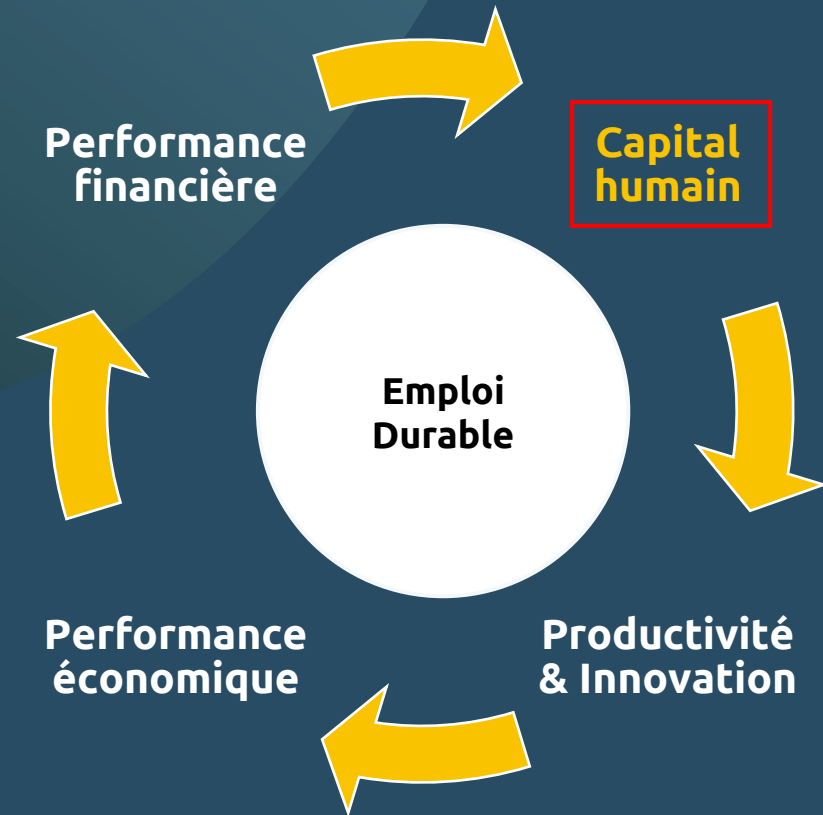 Performance
financière
Capital
humain
Emploi
Durable
Performance
économique
Productivité
& Innovation